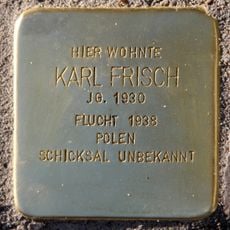 HIER WOHNTE
KARL FRISCH
JG. 1930
FLUCHT 1938
POLEN
SCHICKSAL UNBEKANNT